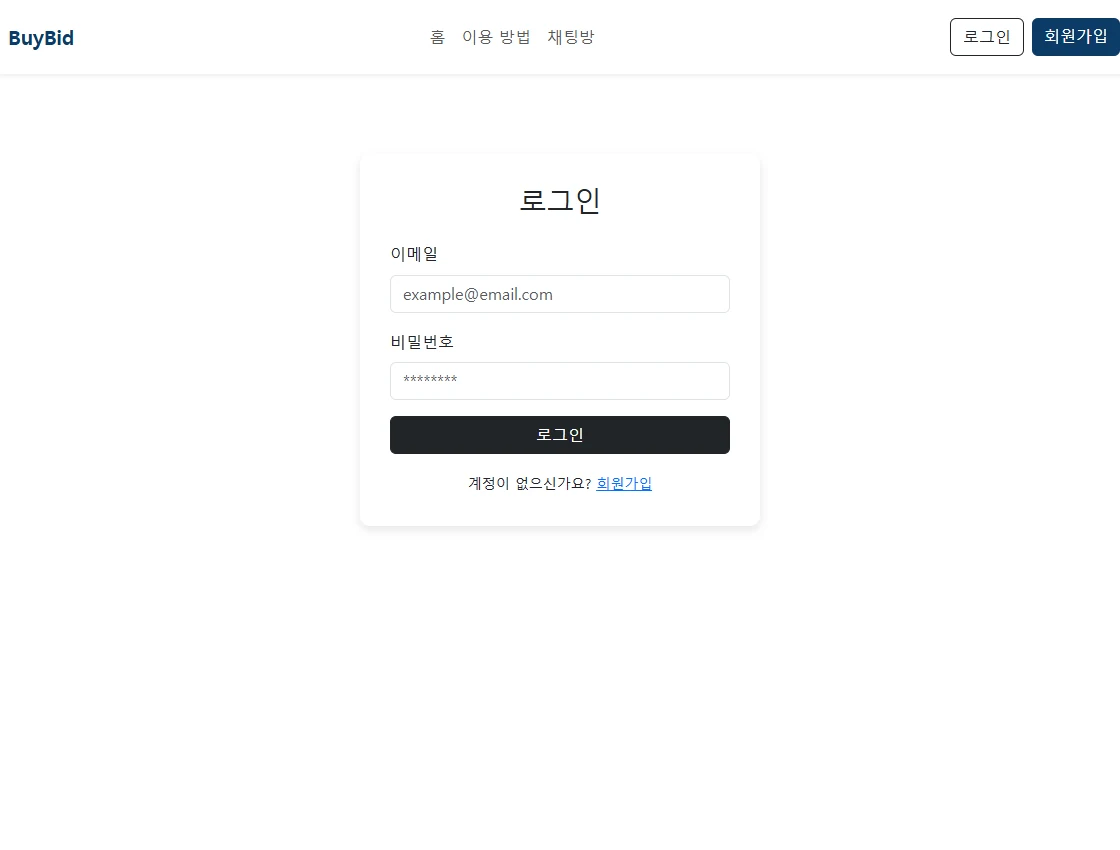 BuyBid 홈 이용 방법 채팅방 로그인 회원가입
로그인
이메일
example@email.com
비밀번호
********
로그인
계정이 없으신가요? 회원가입